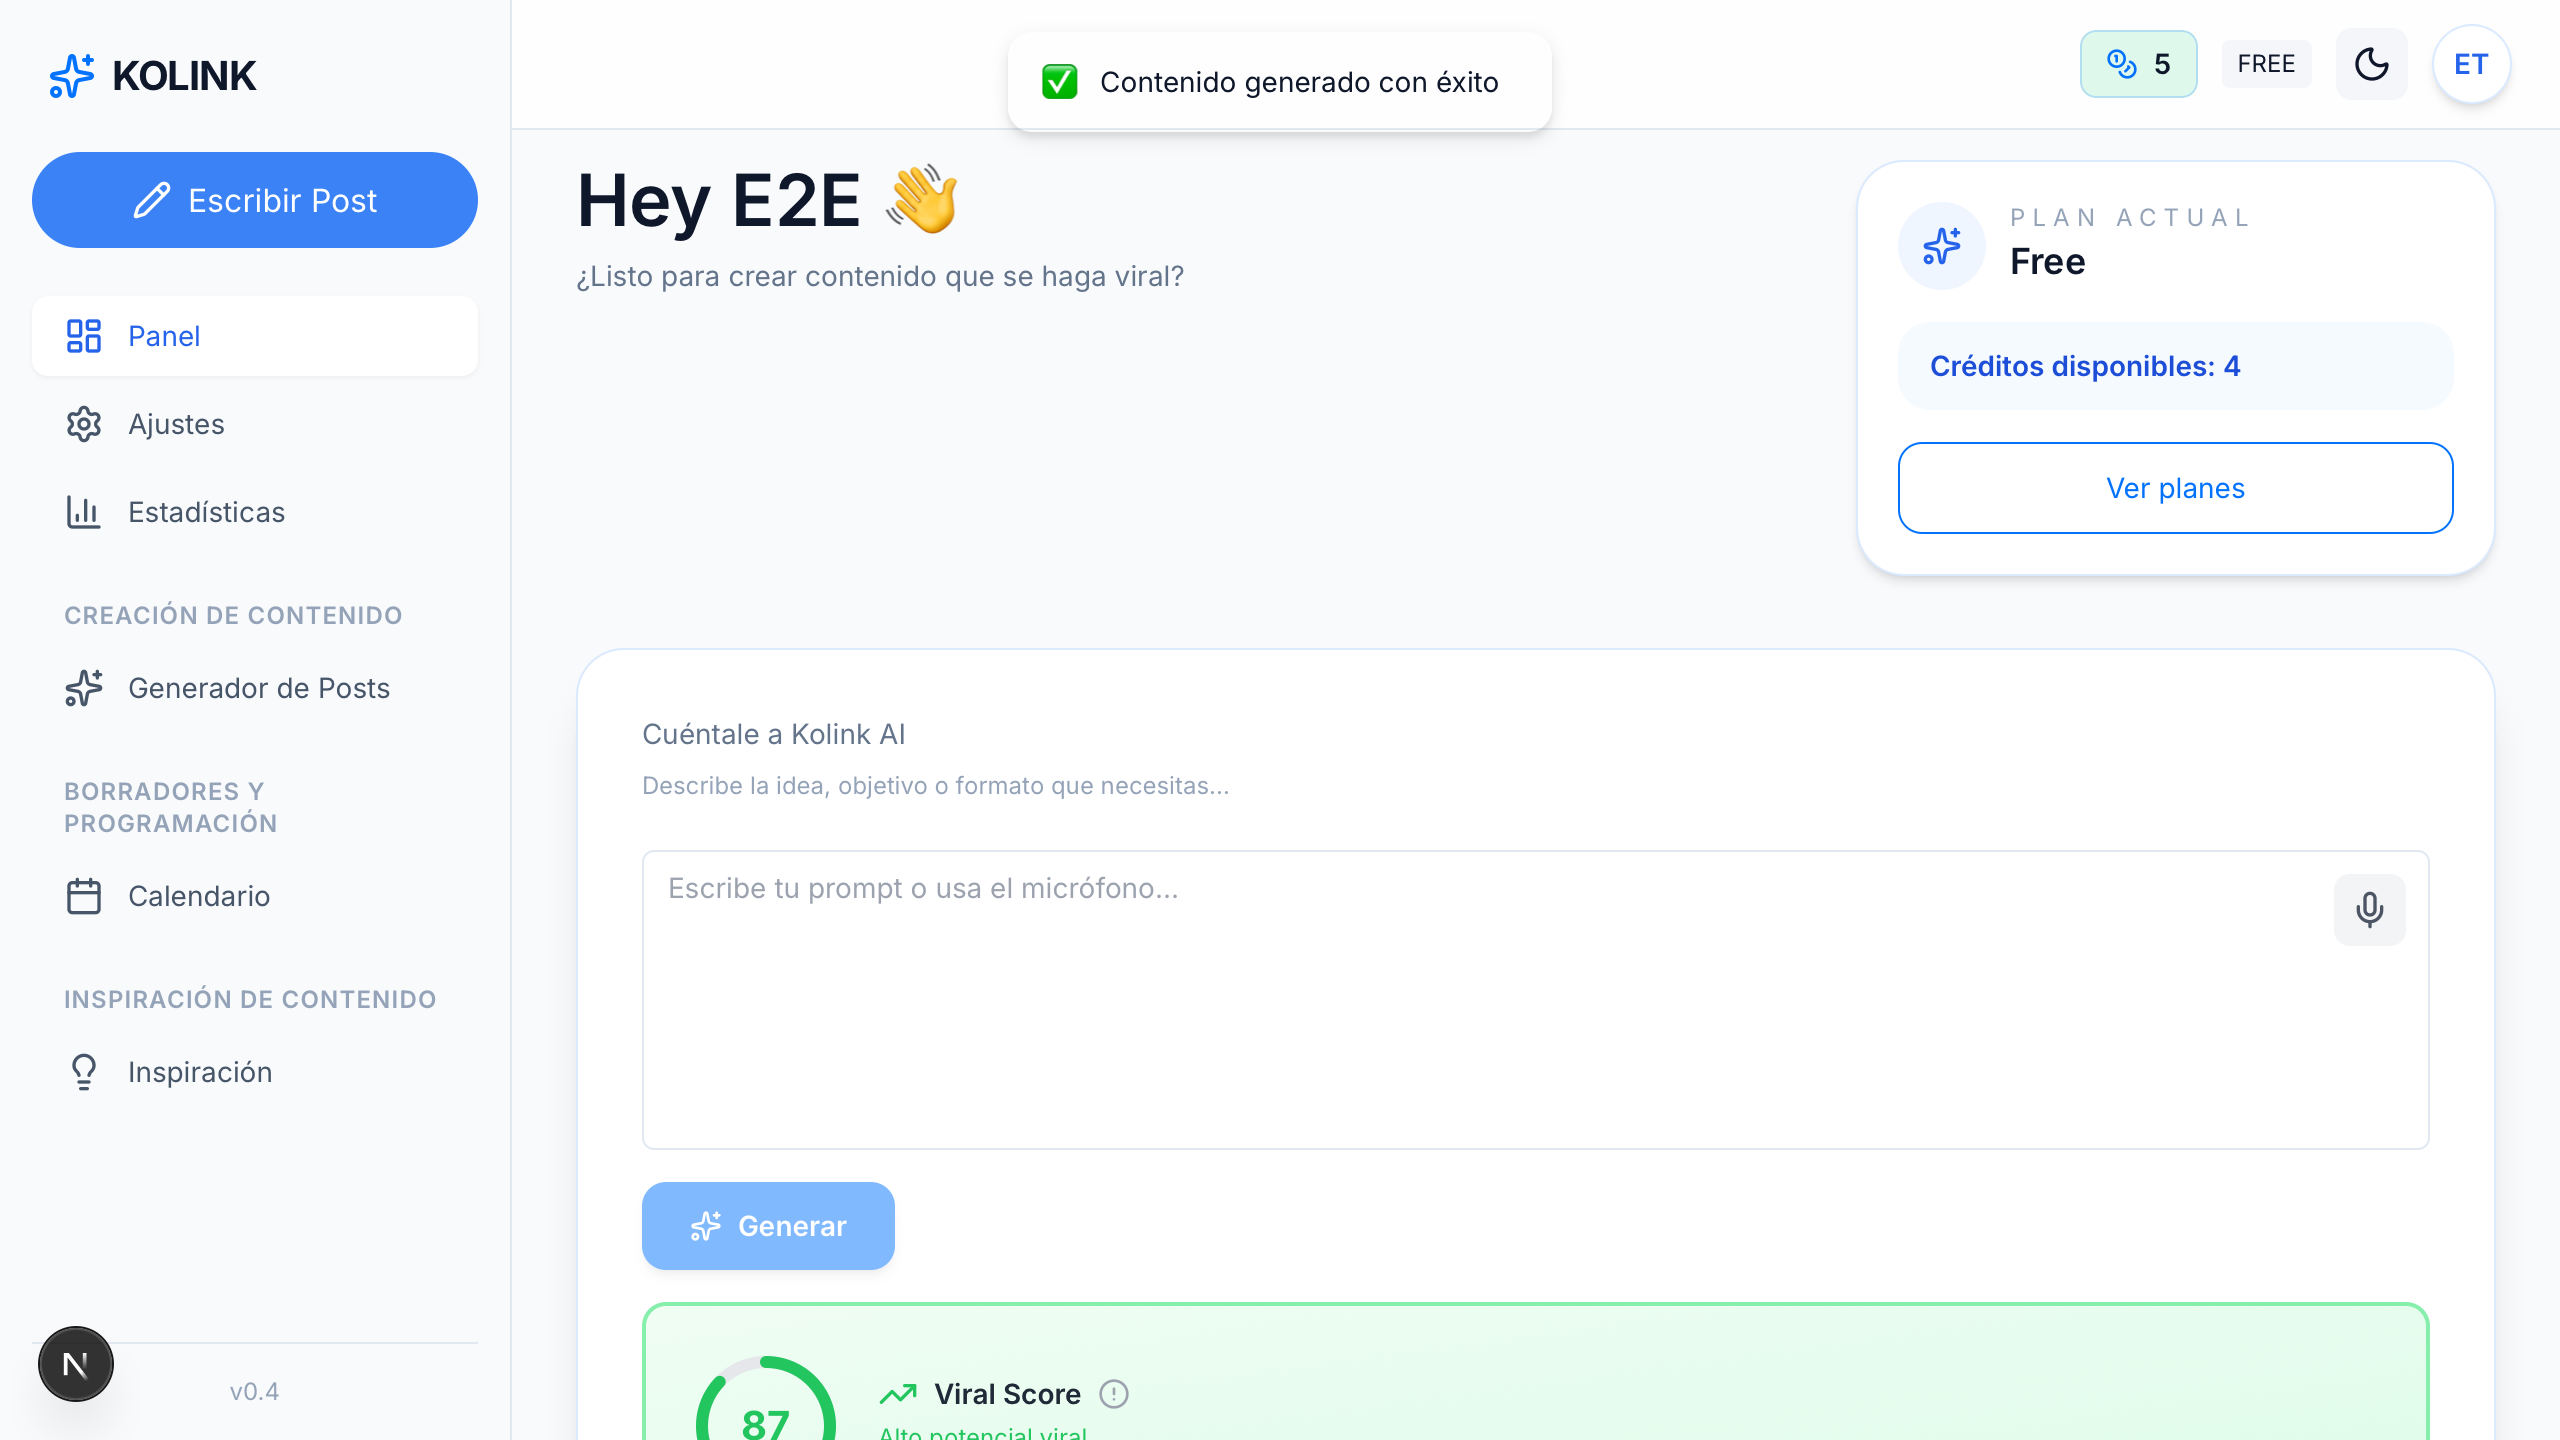 KOLINK
Escribir Post
Panel
Ajustes
Estadísticas
CREACIÓN DE CONTENIDO
Generador de Posts
BORRADORES Y
PROGRAMACIÓN
Calendario
INSPIRACIÓN DE CONTENIDO
Inspiración
N
v0.4
✅ Contenido generado con éxito
5
FREE
ET
Hey E2E 👋
¿Listo para crear contenido que se haga viral?
PLAN ACTUAL
Free
Créditos disponibles: 4
Ver planes
Cuéntale a Kolink AI
Describe la idea, objetivo o formato que necesitas...
Escribe tu prompt o usa el micrófono...
Generar
87
Viral Score
Alto potencial viral